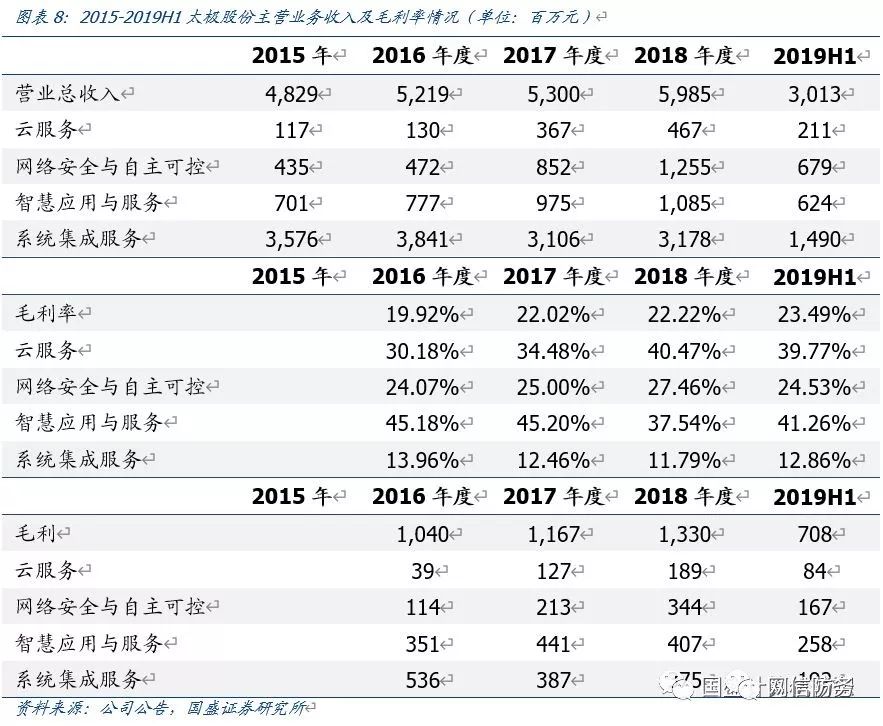 图表 8：2015-2019H1 太极股份主营业务收入及毛利率情况（单位：百万元）
2015 年 2016 年度 2017 年度 2018 年度 2019H1
营业总收入 4,829 5,219 5,300 5,985 3,013
云服务 117 130 367 467 211
网络安全与自主可控 435 472 852 1,255 679
智慧应用与服务 701 777 975 1,085 624
系统集成服务 3,576 3,841 3,106 3,178 1,490
2015 年 2016 年度 2017 年度 2018 年度 2019H1
毛利率 19.92% 22.02% 22.22% 23.49%
云服务 30.18% 34.48% 40.47% 39.77%
网络安全与自主可控 24.07% 25.00% 27.46% 24.53%
智慧应用与服务 45.18% 45.20% 37.54% 41.26%
系统集成服务 13.96% 12.46% 11.79% 12.86%
2015 年 2016 年度 2017 年度 2018 年度 2019H1
毛利 1,040 1,167 1,330 708
云服务 39 127 189 84
网络安全与自主可控 114 213 344 167
智慧应用与服务 351 441 407 258
系统集成服务 536 387
资料来源：公司公告，国盛证券研究所